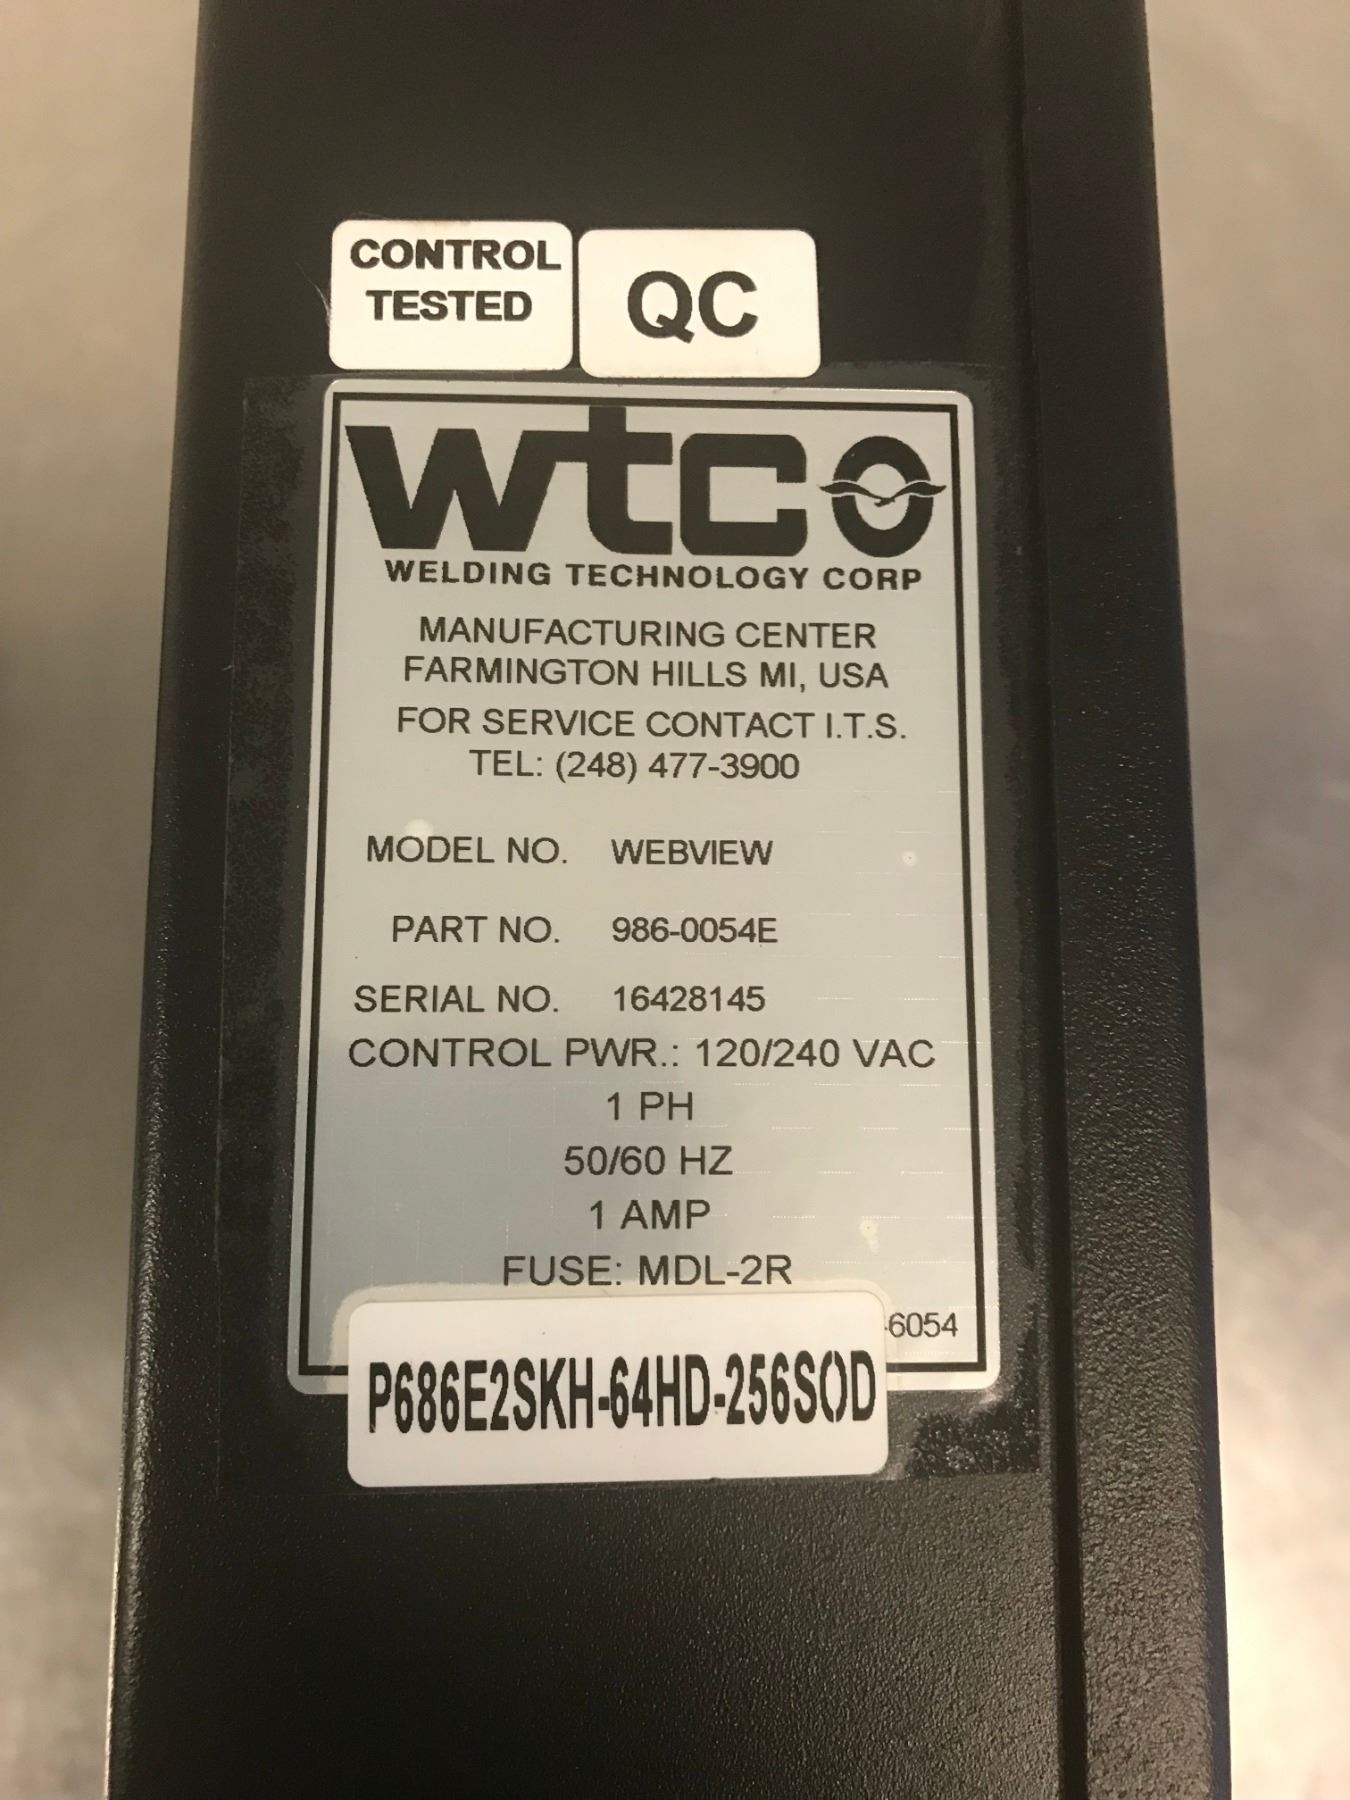 CONTROL
TESTED
QC
wtc
WELDING TECHNOLOGY CORP
MANUFACTURING CENTER
FARMINGTON HILLS MI, USA
FOR SERVICE CONTACT I.T.S.
TEL: (248) 477-3900
MODEL NO. WEBVIEW
PART NO. 986-0054E
SERIAL NO. 16428145
CONTROL PWR.: 120/240 VAC
1 PH
50/60 HZ
1 AMP
FUSE: MDL-2R
-6054
P686E2SKH-64HD-256SOD